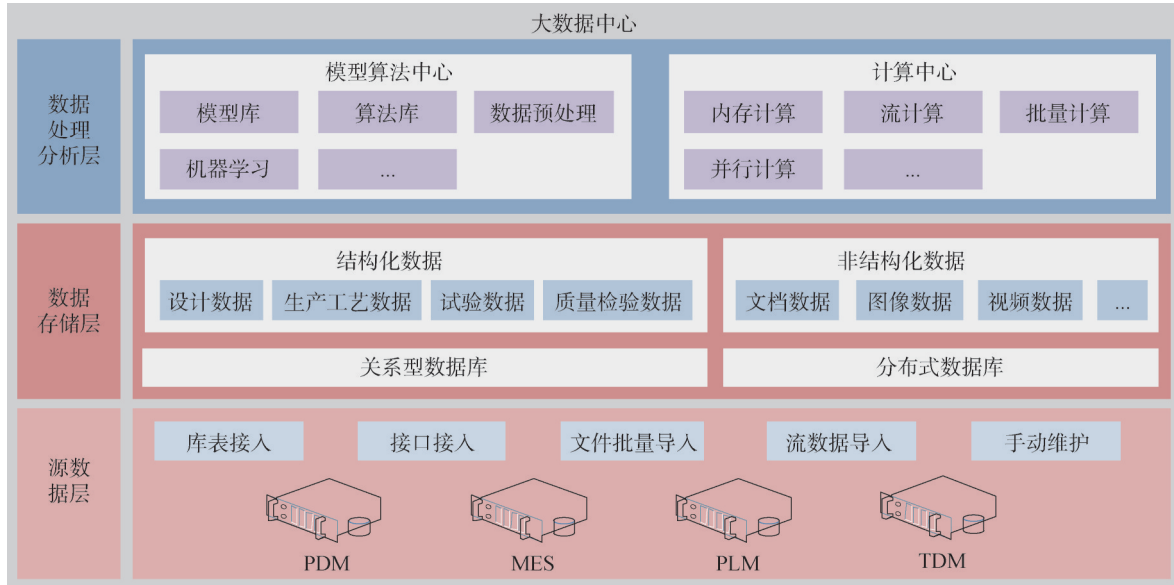 大数据中心
数据
处理
分析层
模型算法中心
模型库
算法库
数据预处理
机器学习
...
计算中心
内存计算
流计算
批量计算
并行计算
...
数据
存储层
结构化数据
设计数据
生产工艺数据
试验数据
质量检验数据
非结构化数据
文档数据
图像数据
视频数据
...
关系型数据库
分布式数据库
源数
据层
库表接入
接口接入
文件批量导入
流数据导入
手动维护
PDM
MES
PLM
TDM